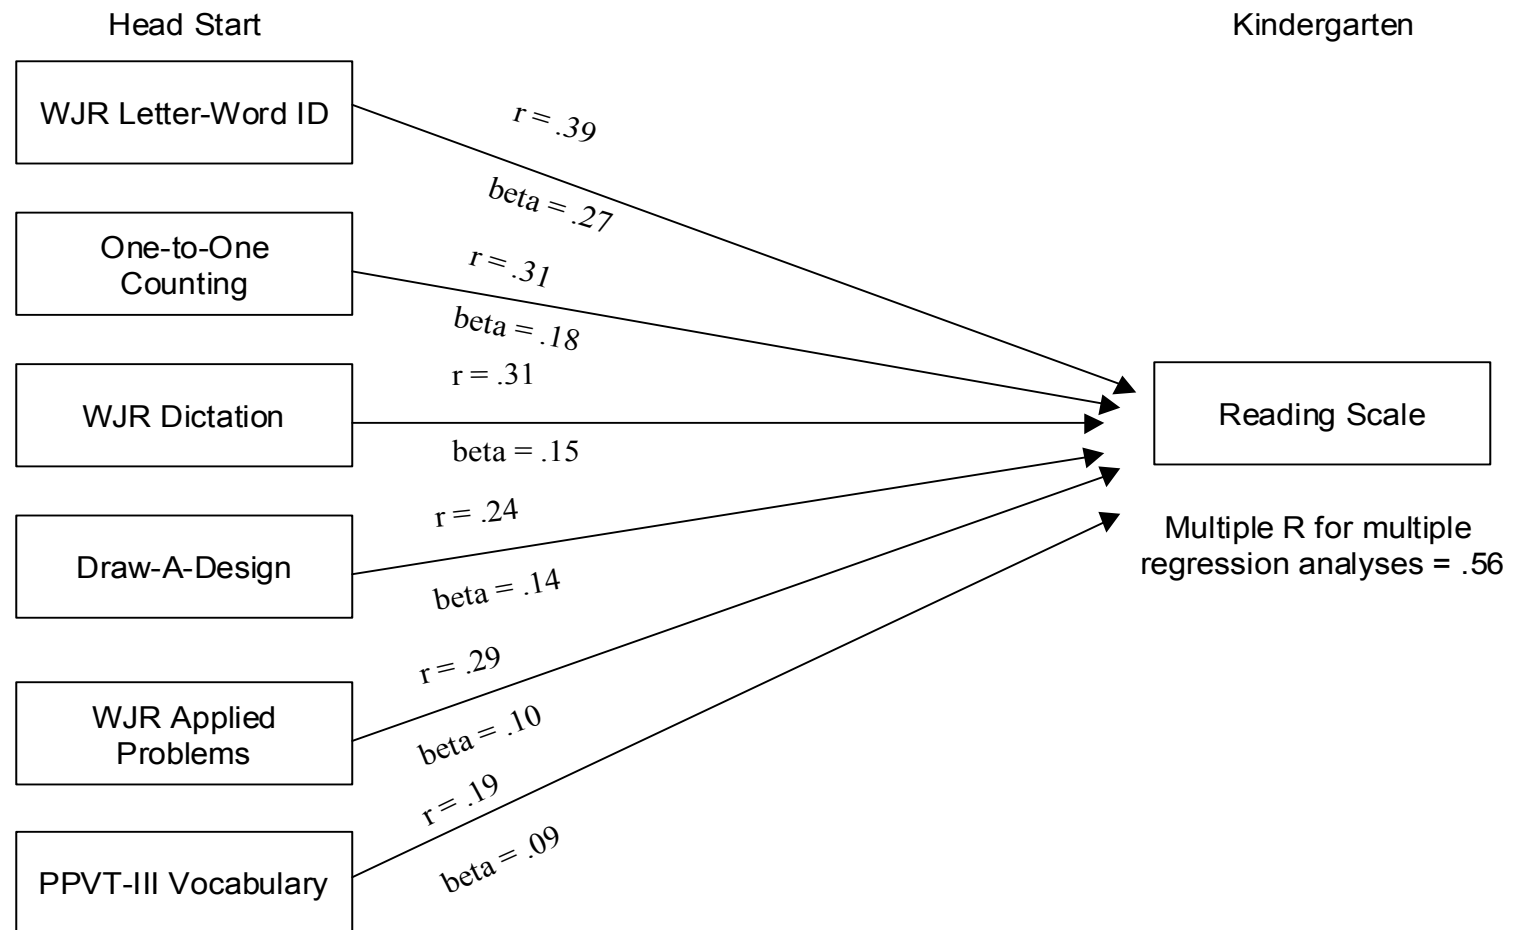 Head Start
Kindergarten
WJR Letter-Word ID
r = .39
beta = .27
One-to-One
Counting
r = .31
beta = .18
WJR Dictation
r = .31
beta = .15
Reading Scale
Multiple R for multiple
regression analyses = .56
Draw-A-Design
r = .24
beta = .14
WJR Applied
Problems
r = .29
beta = .10
PPVT-III Vocabulary
r = .19
beta = .09